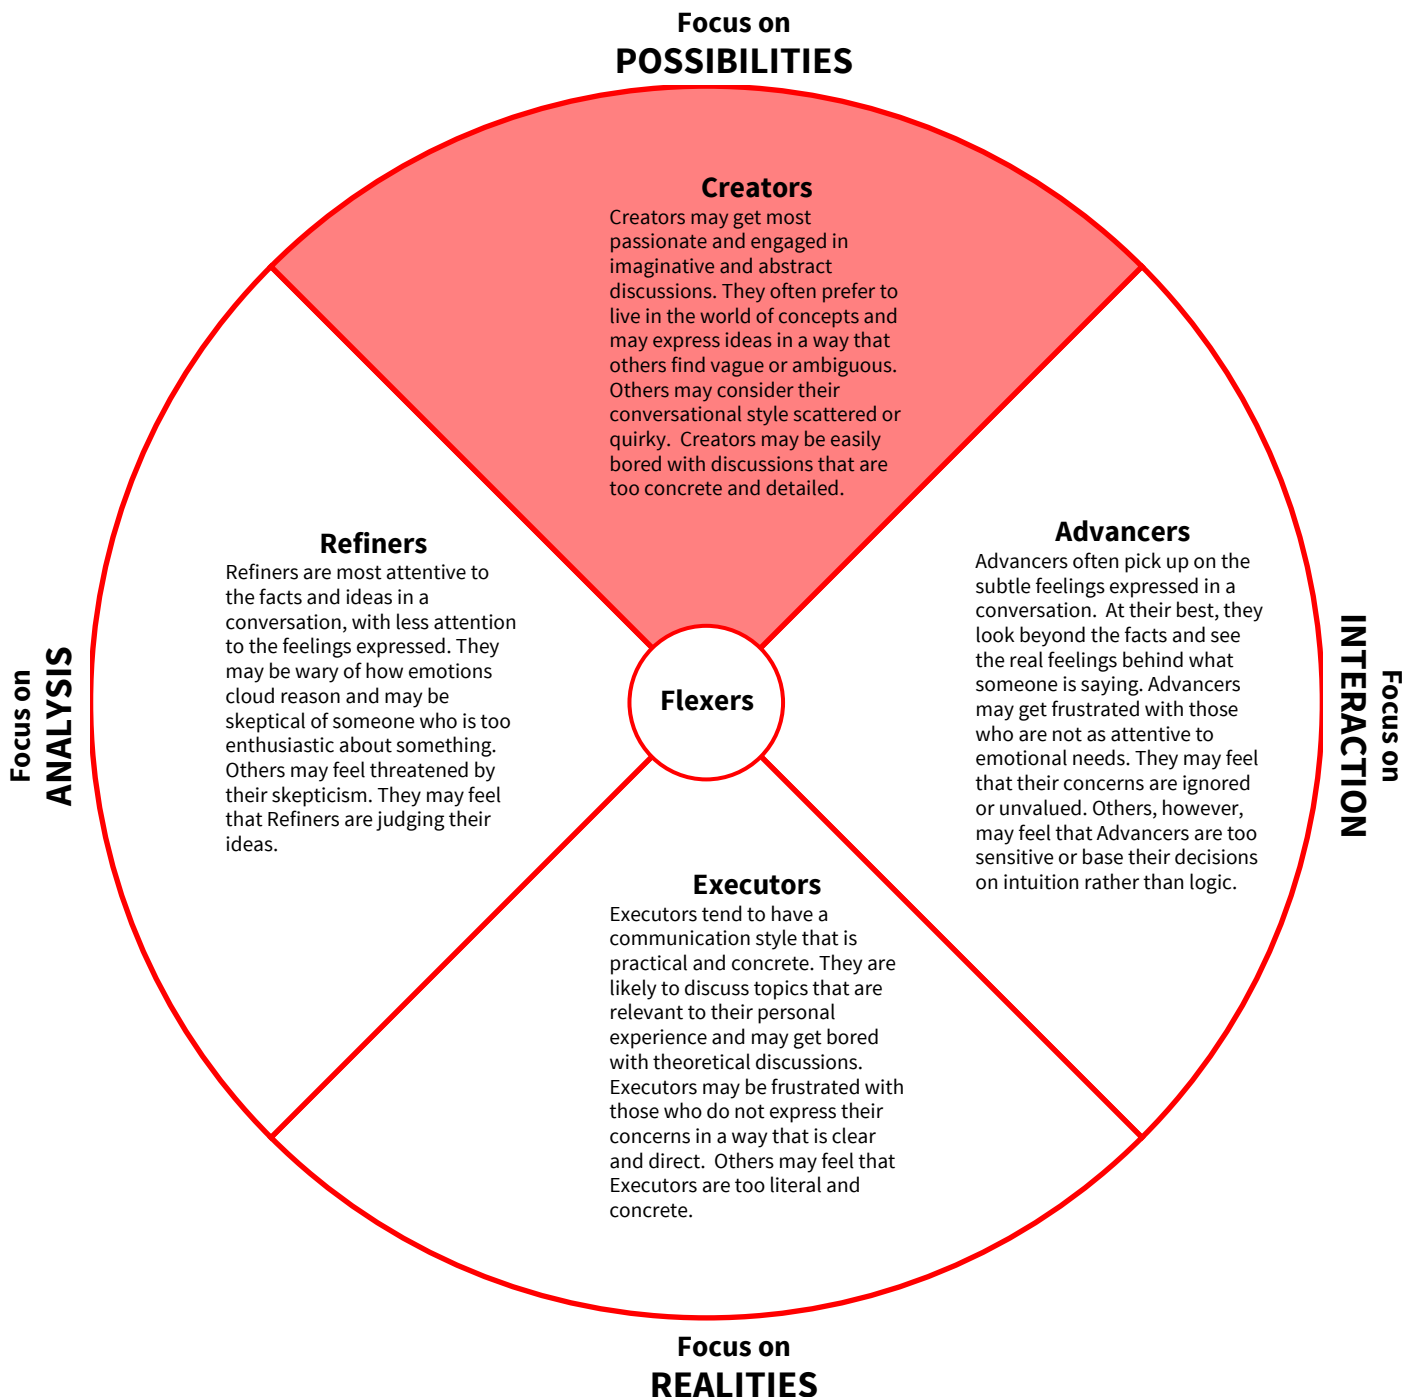 Focus on
POSSIBILITIES
Creators
Creators may get most
passionate and engaged in
imaginative and abstract
discussions. They often prefer to
live in the world of concepts and
may express ideas in a way that
others find vague or ambiguous.
Others may consider their
conversational style scattered or
quirky.  Creators may be easily
bored with discussions that are
too concrete and detailed.
Focus on
ANALYSIS
Refiners
Refiners are most attentive to
the facts and ideas in a
conversation, with less attention
to the feelings expressed. They
may be wary of how emotions
cloud reason and may be
skeptical of someone who is too
enthusiastic about something.
Others may feel threatened by
their skepticism. They may feel
that Refiners are judging their
ideas.
Flexers
Advancers
Advancers often pick up on the
subtle feelings expressed in a
conversation.  At their best, they
look beyond the facts and see
the real feelings behind what
someone is saying. Advancers
may get frustrated with those
who are not as attentive to
emotional needs. They may feel
that their concerns are ignored
or unvalued. Others, however,
may feel that Advancers are too
sensitive or base their decisions
on intuition rather than logic.
Focus on
INTERACTION
Executors
Executors tend to have a
communication style that is
practical and concrete. They are
likely to discuss topics that are
relevant to their personal
experience and may get bored
with theoretical discussions.
Executors may be frustrated with
those who do not express their
concerns in a way that is clear
and direct.  Others may feel that
Executors are too literal and
concrete.
Focus on
REALITIES